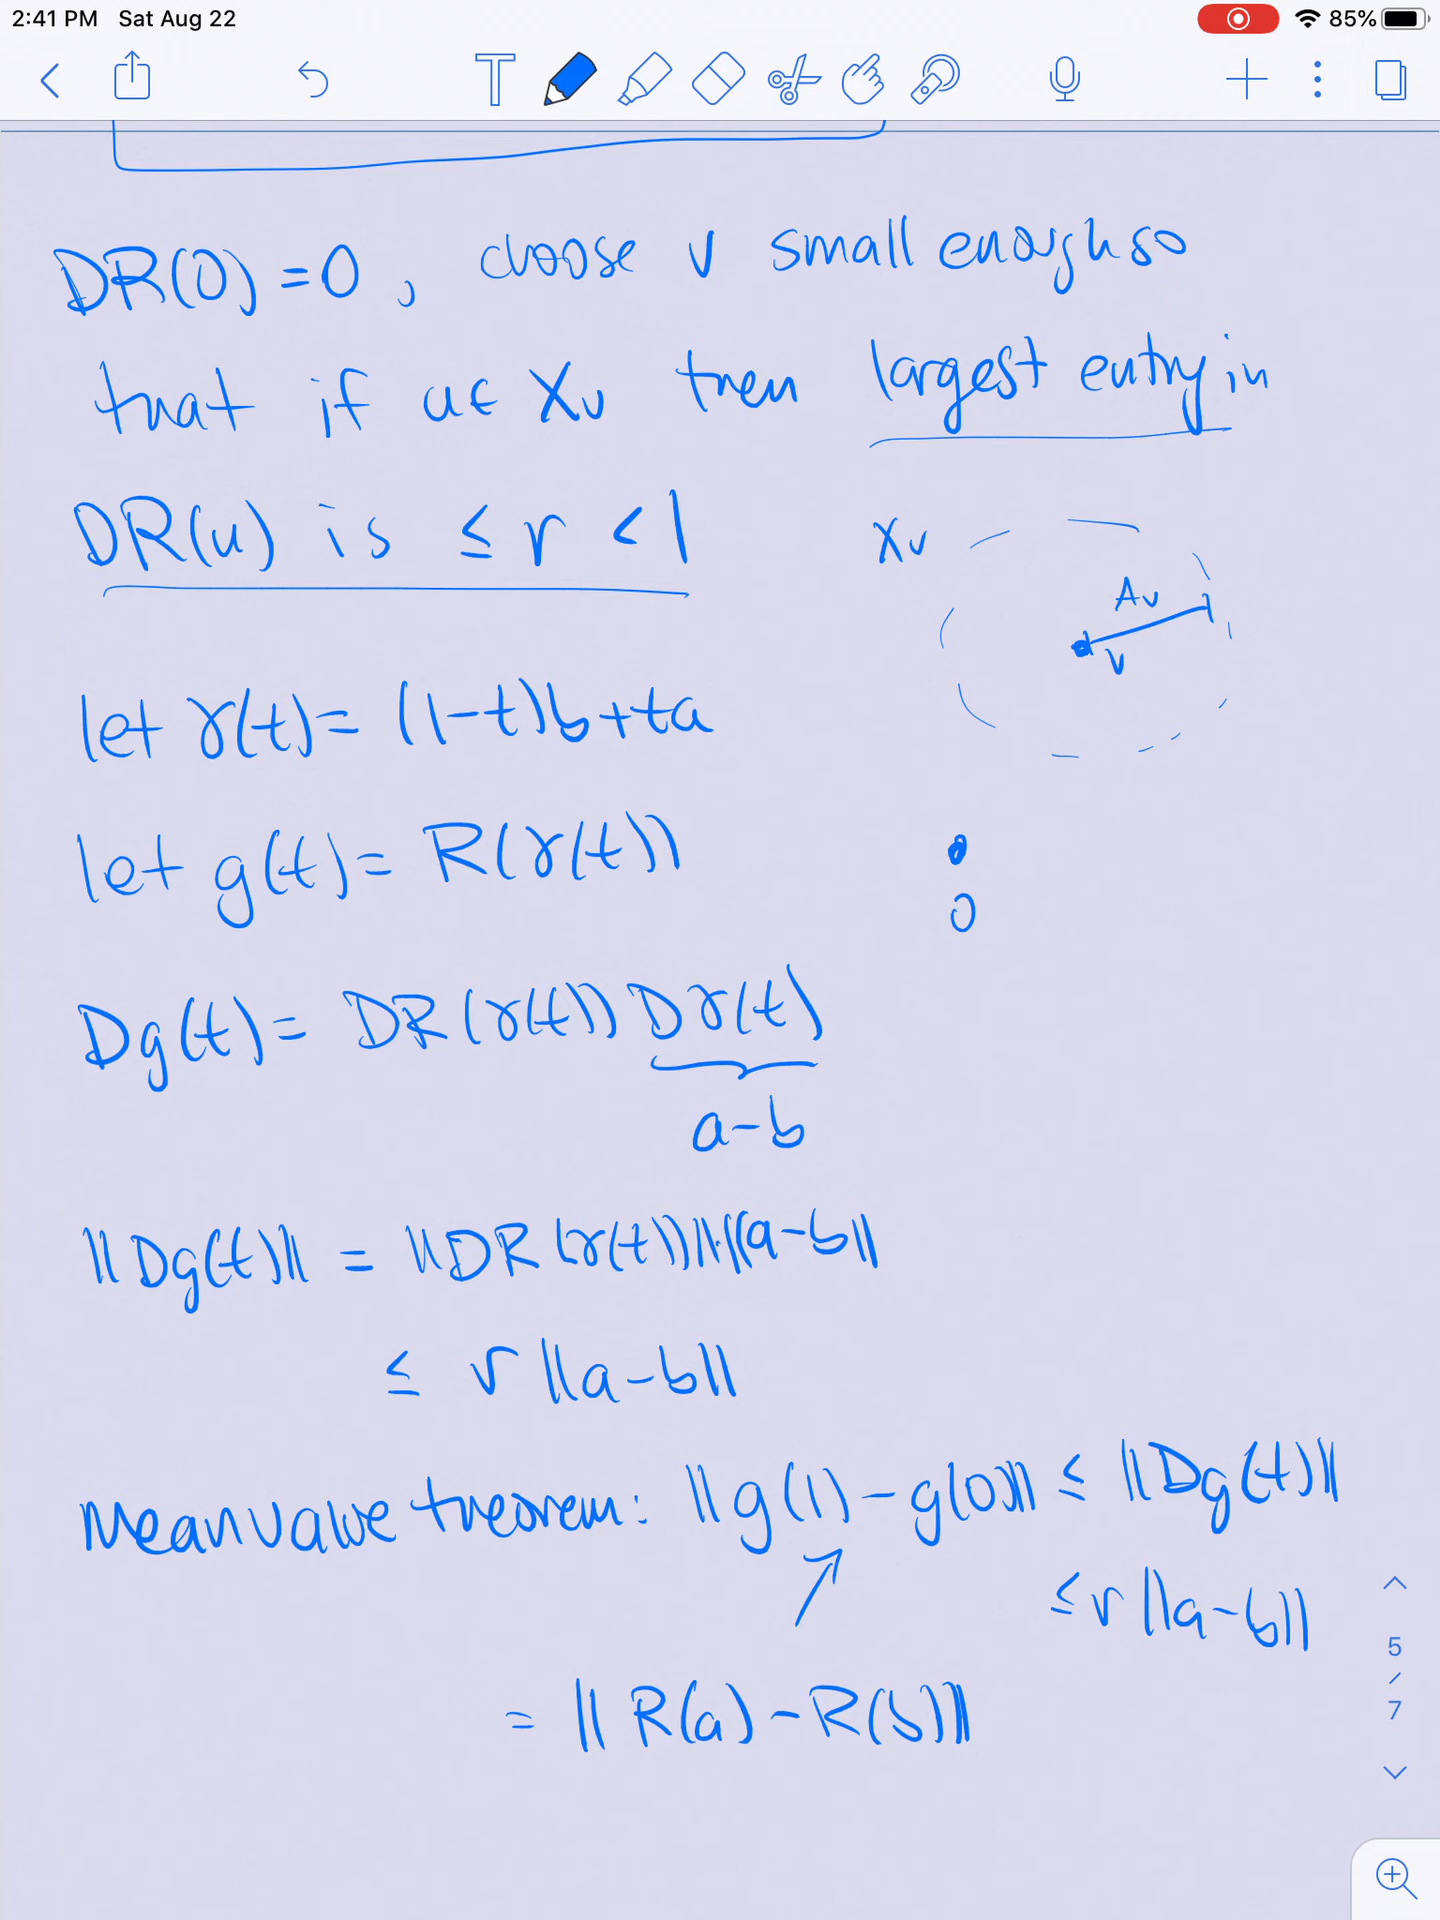 2:41 PM Sat Aug 22
85%
DR(0)=0, choose v small enough so
that if u∈ Xv then largest entry in
DR(u) is ≤ r < 1
Xv
Av
v
let γ(t)= (1-t)b+ta
let g(t)= R(γ(t))
0
Dg(t)= DR(γ(t)) Dγ(t)
a-b
||Dg(t)|| = ||DR(γ(t))||·||a-b||
≤ r ||a-b||
Mean value theorem: ||g(1)-g(0)|| ≤ ||Dg(t)||
≤ r ||a-b||
= || R(a)-R(b)||
5
/
7